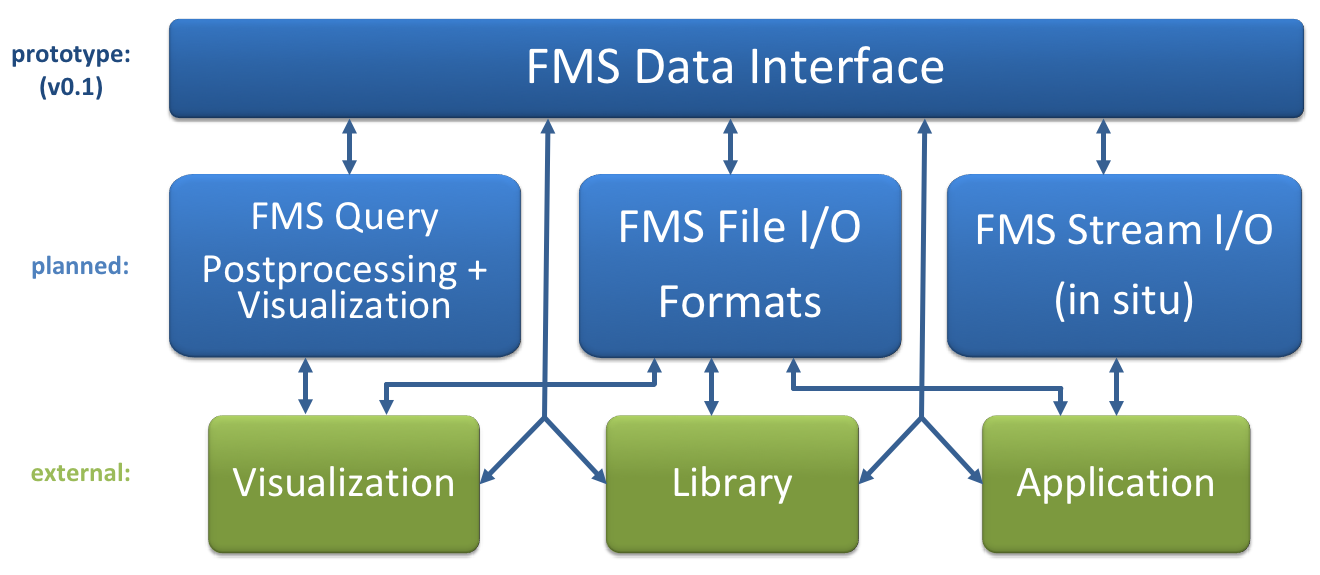 prototype:
(v0.1)
FMS Data Interface
planned:
FMS Query
Postprocessing +
Visualization
FMS File I/O
Formats
FMS Stream I/O
(in situ)
external:
Visualization
Library
Application